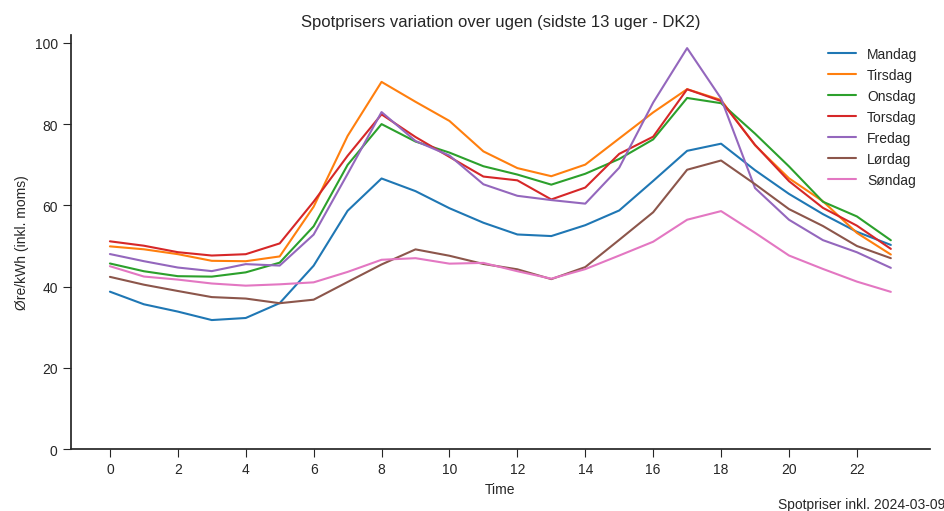 Spotprisers variation over ugen (sidste 13 uger - DK2)
100
80
60
40
20
0
Øre/kWh (inkl. moms)
Mandag
Tirsdag
Onsdag
Torsdag
Fredag
Lørdag
Søndag
0 2 4 6 8 10 12 14 16 18 20 22
Time
Spotpriser inkl. 2024-03-09